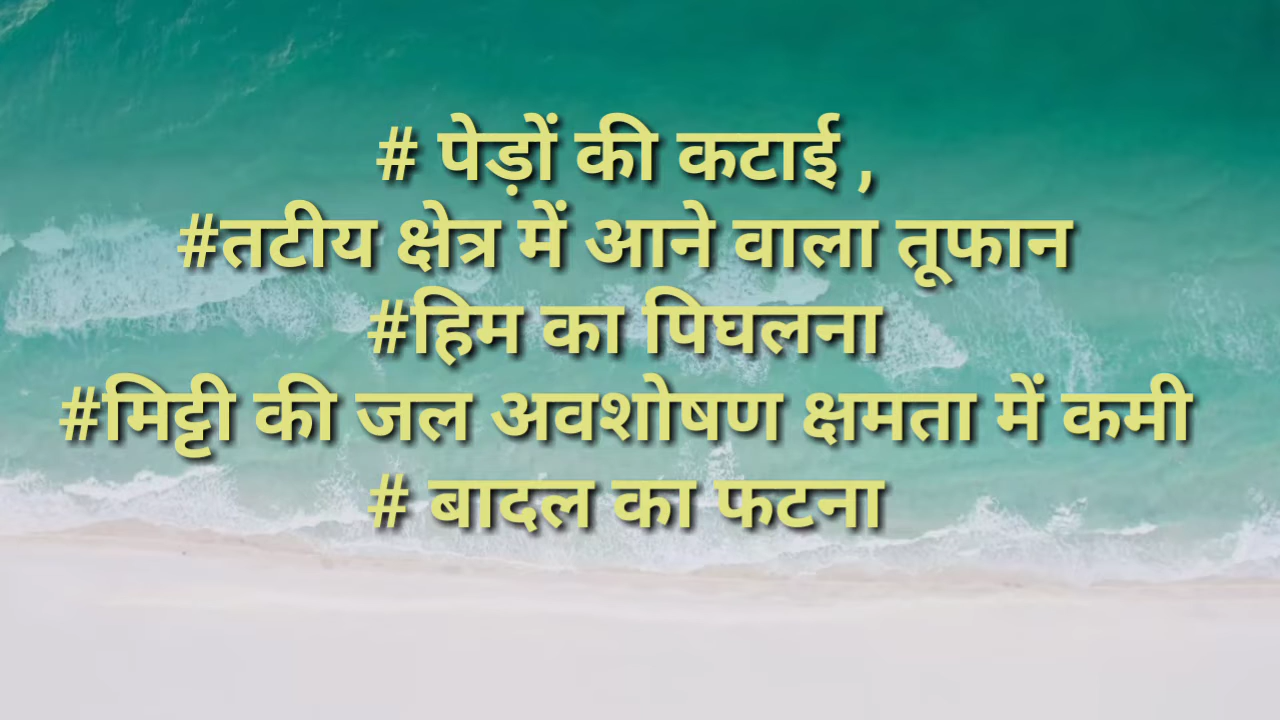 # पेड़ों की कटाई ,
#तटीय क्षेत्र में आने वाला तूफान
#हिम का पिघलना
#मिट्टी की जल अवशोषण क्षमता में कमी
# बादल का फटना